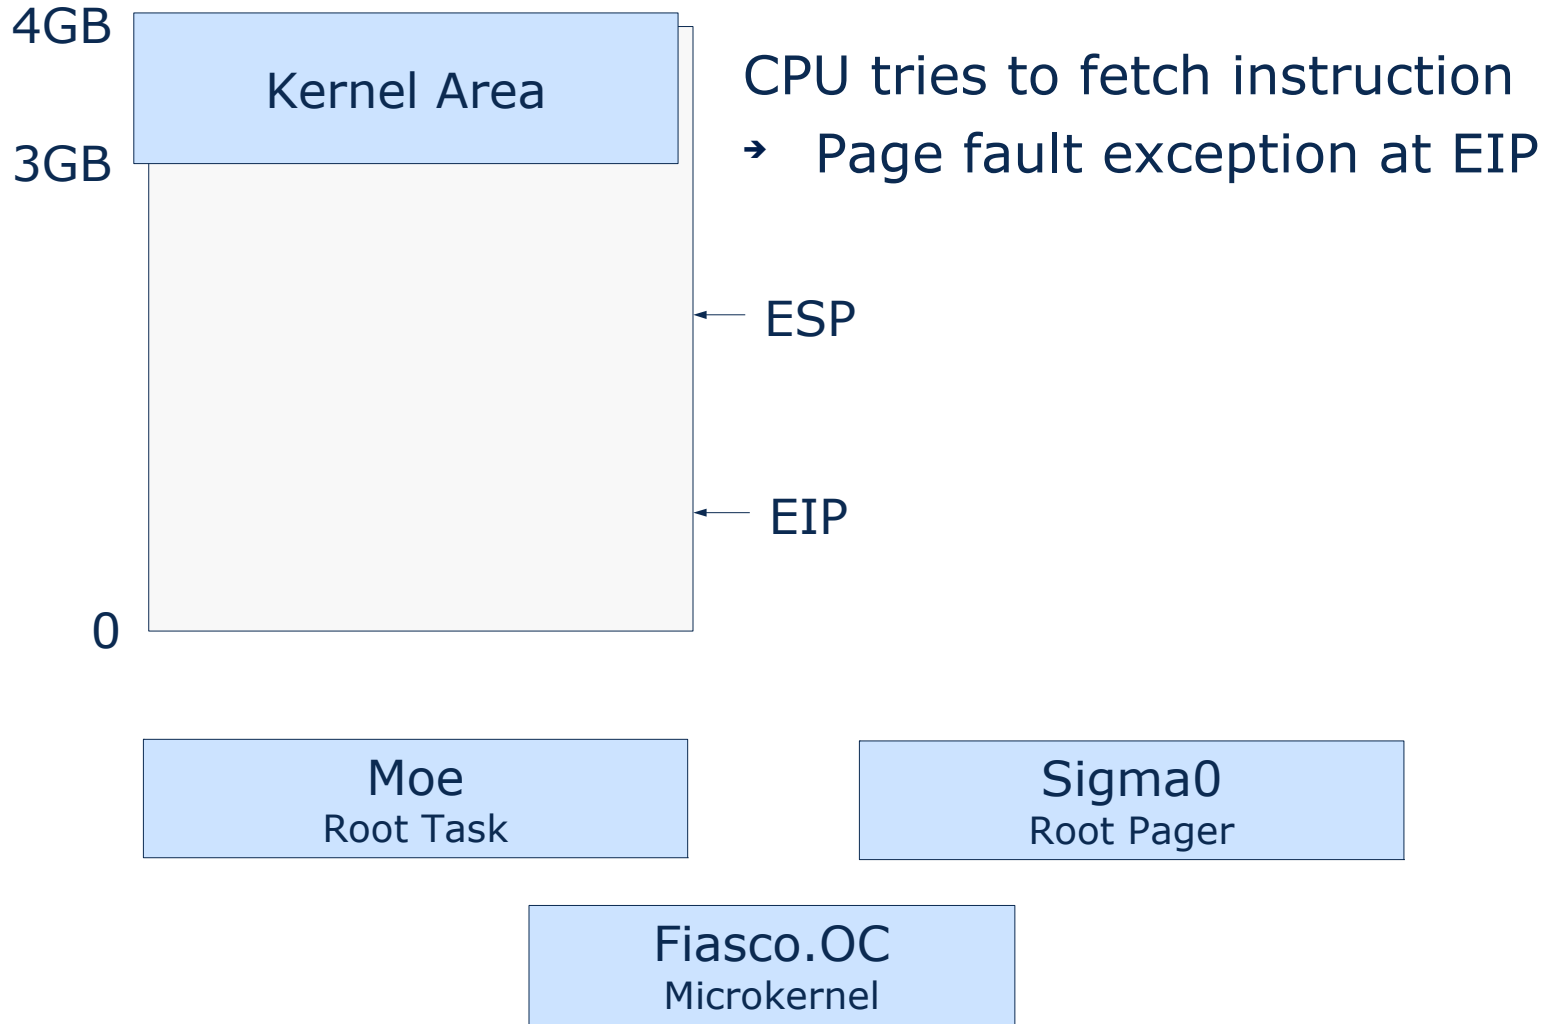 4GB
Kernel Area
3GB
0
CPU tries to fetch instruction
➔ Page fault exception at EIP
ESP
EIP
Moe
Root Task
Sigma0
Root Pager
Fiasco.OC
Microkernel